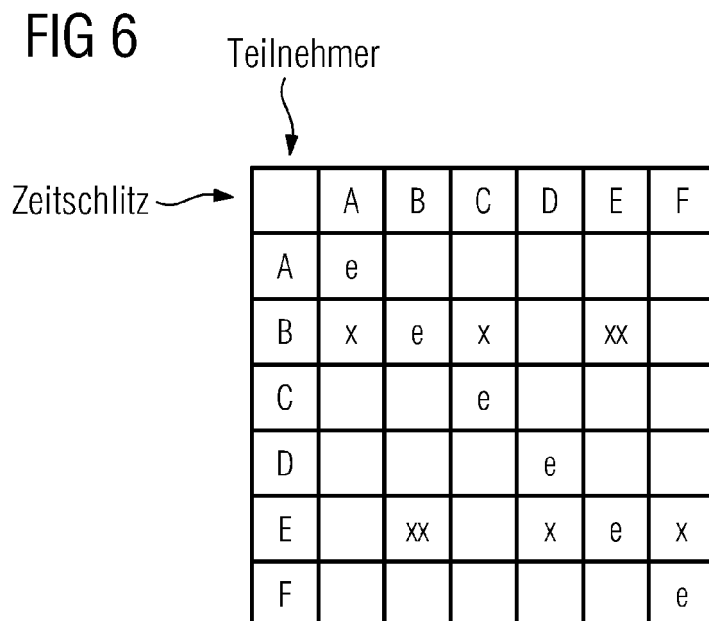 FIG 6
Teilnehmer
Zeitschlitz
A B C D E F
A e
B x e x xx
C e
D e
E xx x e x
F e